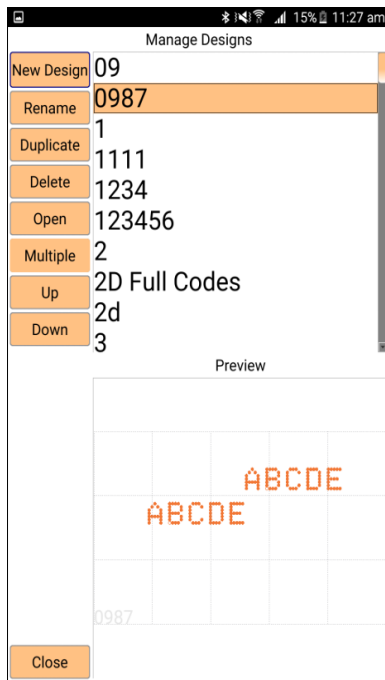 15% 11:27 am
Manage Designs
New Design
Rename
Duplicate
Delete
Open
Multiple
Up
Down
09
0987
1
1111
1234
123456
2
2D Full Codes
2d
3
Preview
ABCDE
ABCDE
0987
Close